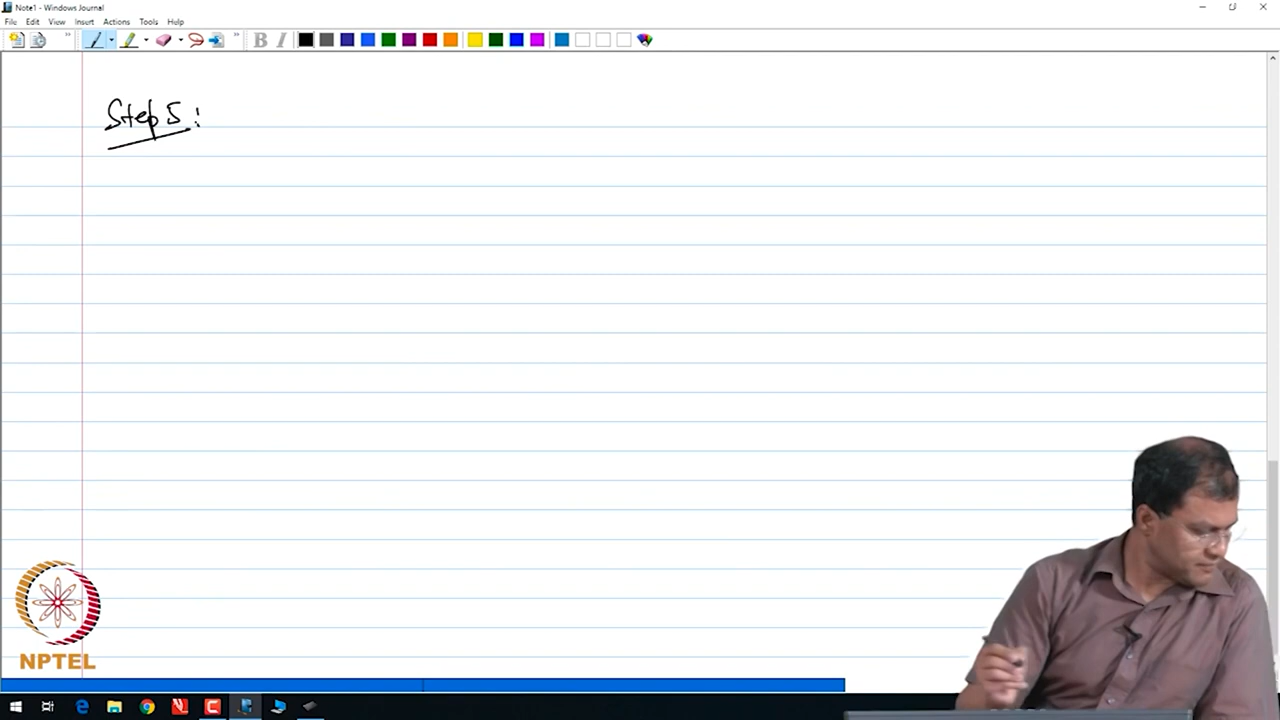 Note1 - Windows Journal
File Edit View Insert Actions Tools Help
B I
Step 5 :
NPTEL